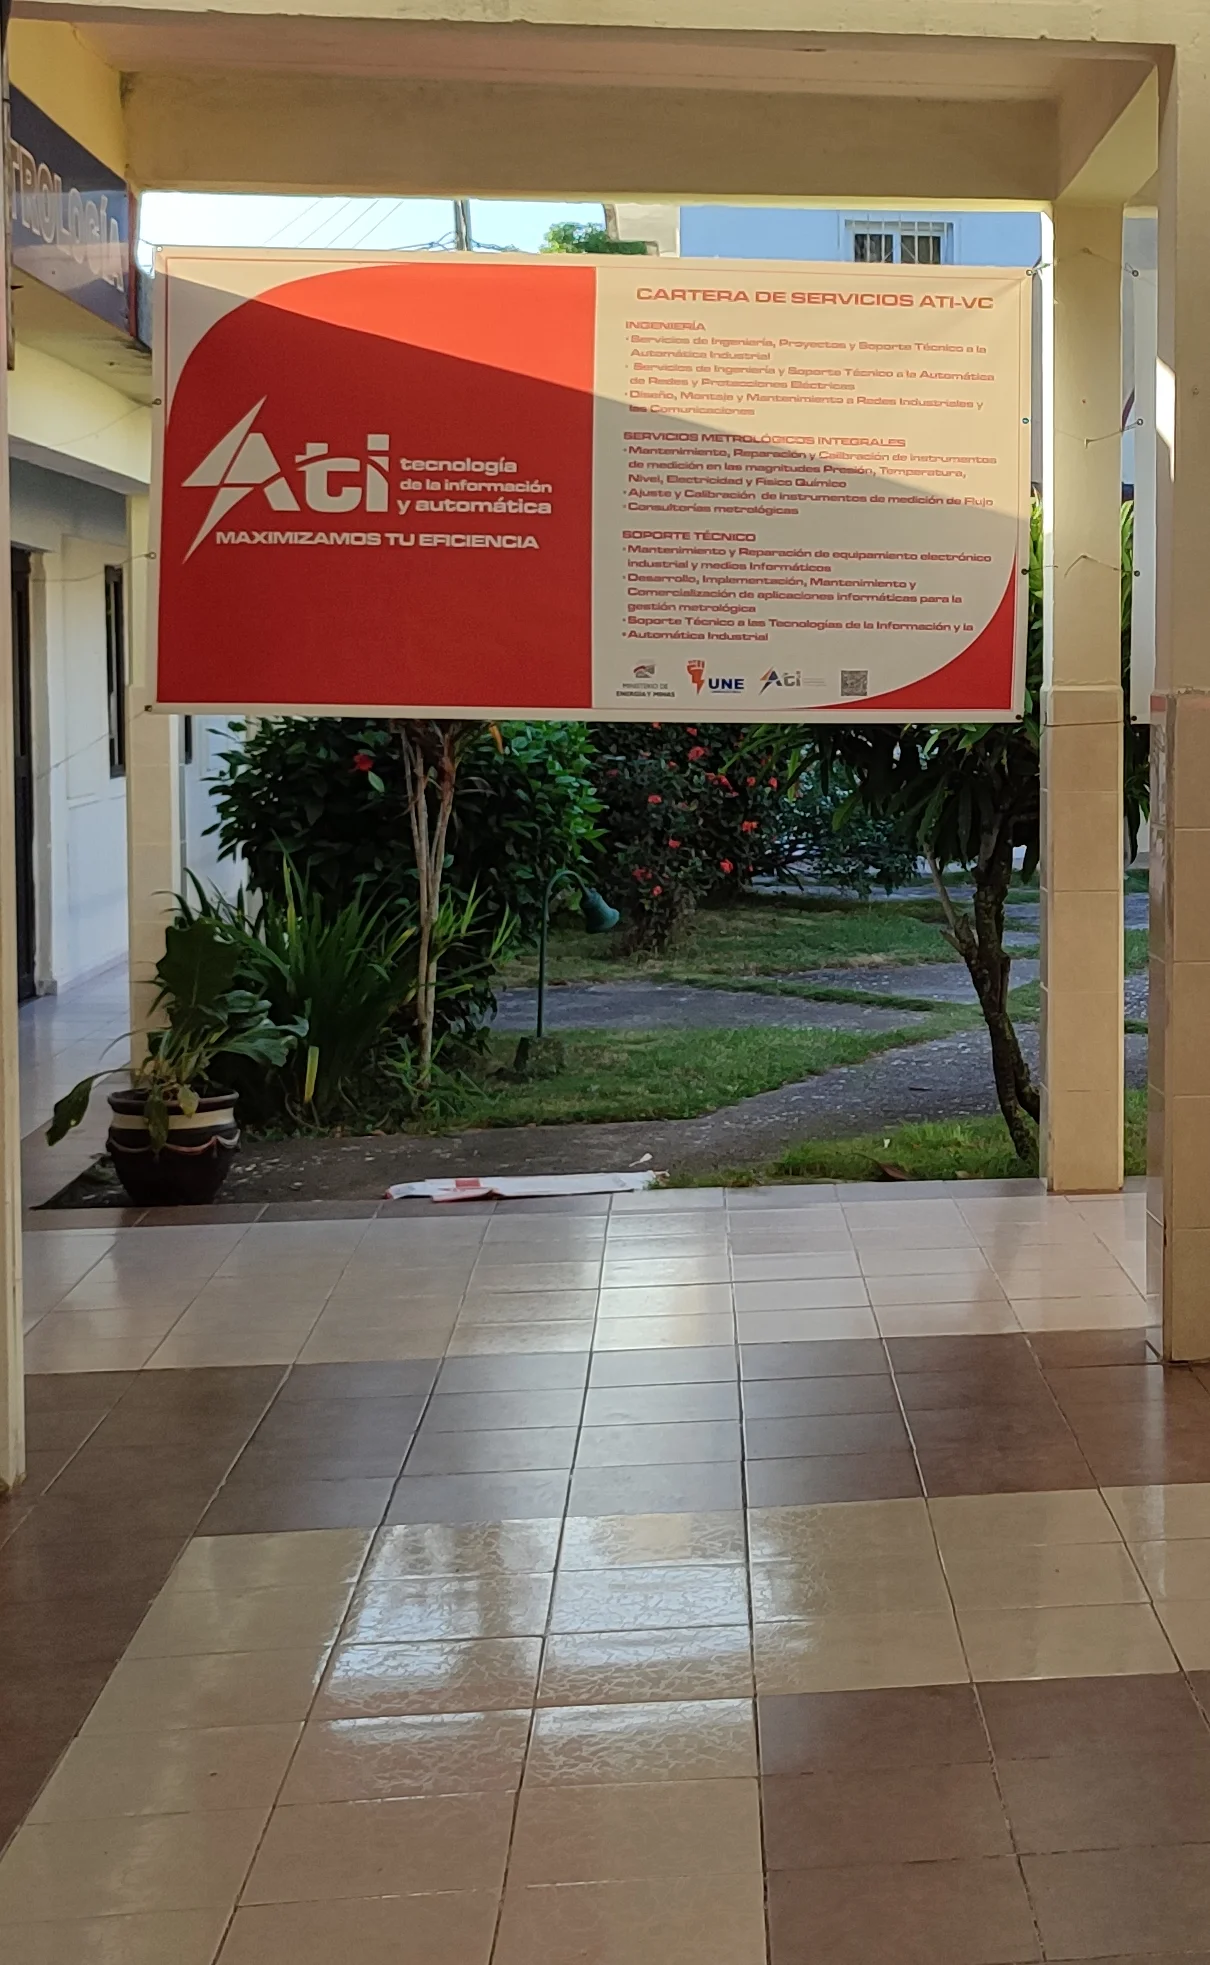 TROLOGÍA
Ati
tecnología
de la información
y automática
MAXIMIZAMOS TU EFICIENCIA
CARTERA DE SERVICIOS ATI-VC
INGENIERÍA
• Servicios de Ingeniería, Proyectos y Soporte Técnico a la
Automática Industrial
• Servicios de Ingeniería y Soporte Técnico a la Automática
de Redes y Protecciones Eléctricas
• Diseño, Montaje y Mantenimiento a Redes Industriales y
las Comunicaciones
SERVICIOS METROLÓGICOS INTEGRALES
• Mantenimiento, Reparación y Calibración de instrumentos
de medición en las magnitudes Presión, Temperatura,
Nivel, Electricidad y Físico Químico
• Ajuste y Calibración de instrumentos de medición de Flujo
• Consultorías metrológicas
SOPORTE TÉCNICO
• Mantenimiento y Reparación de equipamiento electrónico
industrial y medios Informáticos
• Desarrollo, Implementación, Mantenimiento y
Comercialización de aplicaciones informáticas para la
gestión metrológica
• Soporte Técnico a las Tecnologías de la Información y la
• Automática Industrial
MINISTERIO DE
ENERGÍA Y MINAS
UNE
Ati